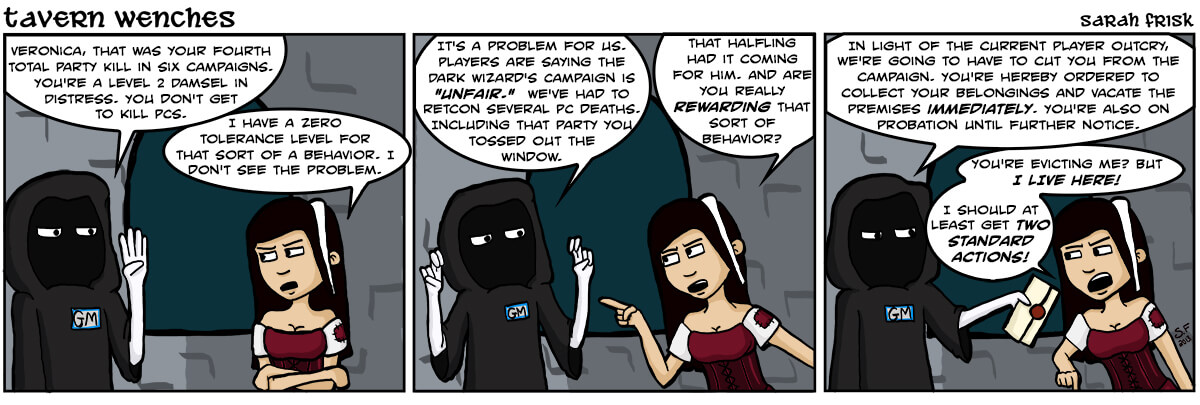 TAVERN WENCHES
SARAH FRISK
VERONICA, THAT WAS YOUR FOURTH
TOTAL PARTY KILL IN SIX CAMPAIGNS.
YOU'RE A LEVEL 2 DAMSEL IN
DISTRESS. YOU DON'T GET
TO KILL PCS.
I HAVE A ZERO
TOLERANCE LEVEL FOR
THAT SORT OF A BEHAVIOR. I
DON'T SEE THE PROBLEM.
GM
IT'S A PROBLEM FOR US.
PLAYERS ARE SAYING THE
DARK WIZARD'S CAMPAIGN IS
"UNFAIR." WE'VE HAD TO
RETCON SEVERAL PC DEATHS.
INCLUDING THAT PARTY YOU
TOSSED OUT THE
WINDOW.
THAT HALFLING
HAD IT COMING
FOR HIM. AND ARE
YOU REALLY
REWARDING THAT
SORT OF
BEHAVIOR?
GM
IN LIGHT OF THE CURRENT PLAYER OUTCRY,
WE'RE GOING TO HAVE TO CUT YOU FROM THE
CAMPAIGN. YOU'RE HEREBY ORDERED TO
COLLECT YOUR BELONGINGS AND VACATE THE
PREMISES IMMEDIATELY. YOU'RE ALSO ON
PROBATION UNTIL FURTHER NOTICE.
YOU'RE EVICTING ME? BUT
I LIVE HERE!
I SHOULD AT
LEAST GET TWO
STANDARD
ACTIONS!
GM
S.F
2013